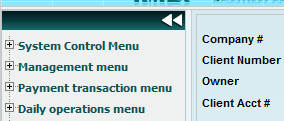 System Control Menu
Management menu
Payment transaction menu
Daily operations menu
Company #
Client Number
Owner
Client Acct #